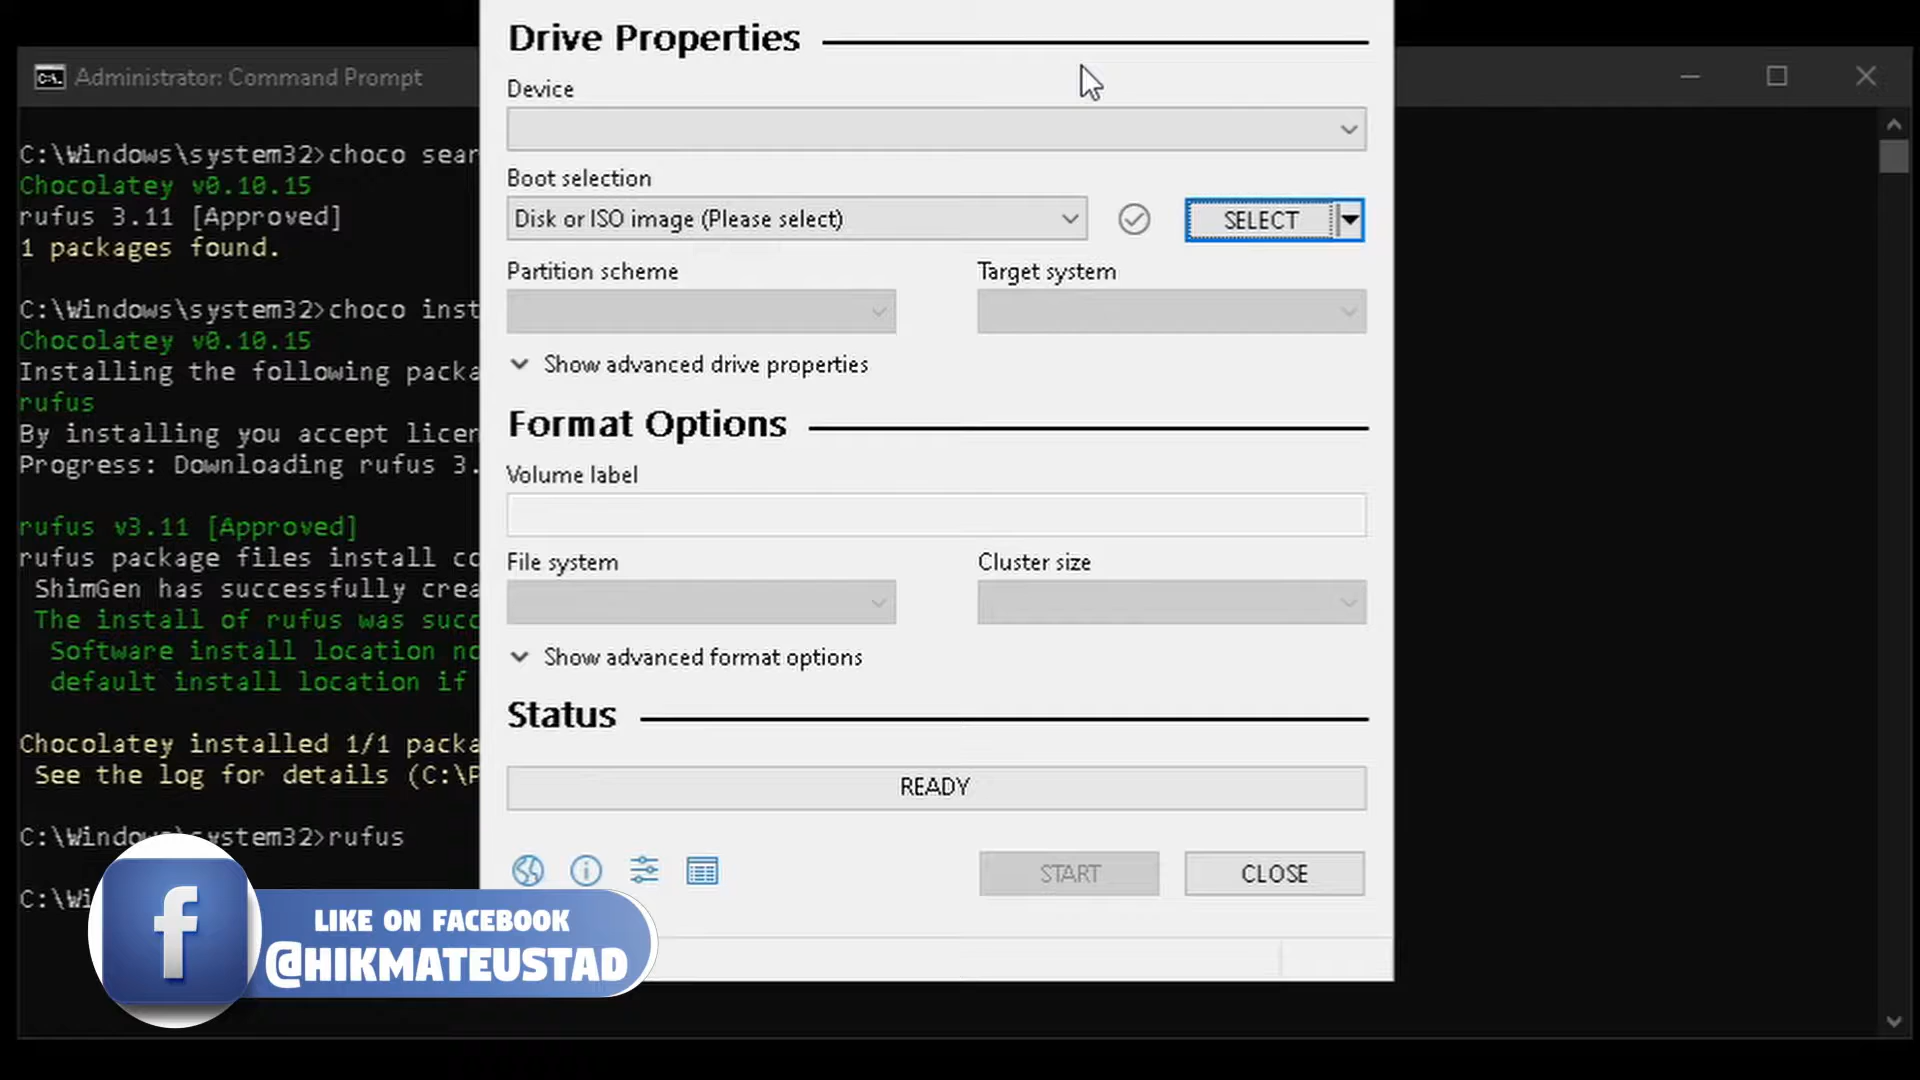 Administrator: Command Prompt
C:\Windows\system32>choco sear
Chocolatey v0.10.15
rufus 3.11 [Approved]
1 packages found.
C:\Windows\system32>choco inst
Chocolatey v0.10.15
Installing the following packa
rufus
By installing you accept licen
Progress: Downloading rufus 3.
rufus v3.11 [Approved]
rufus package files install co
ShimGen has successfully crea
The install of rufus was succ
Software install location no
default install location if
Chocolatey installed 1/1 packa
See the log for details (C:\P
C:\Windows\system32>rufus
C:\Wi
Drive Properties
Device
Boot selection
Disk or ISO image (Please select)
SELECT
Partition scheme
Target system
Show advanced drive properties
Format Options
Volume label
File system
Cluster size
Show advanced format options
Status
READY
START
CLOSE
f
LIKE ON FACEBOOK
@HIKMATEUSTAD